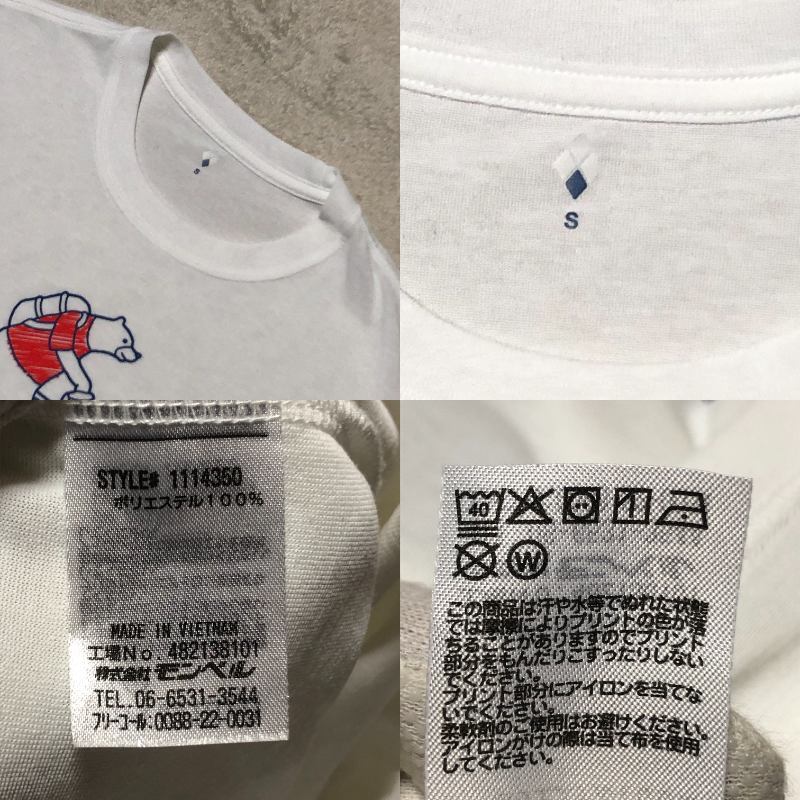 S
S
STYLE# 1114350
ポリエステル100%
MADE IN VIETNAM
工場No. 482138101
株式会社モンベル
TEL.06-6531-3544
フリーコール:0088-22-0031
40
W
この商品は汗や水等でぬれた状態
では摩擦によりプリントの色が落
ちることがありますのでプリント
部分をもんだりこすったりしない
でください。
プリント部分にアイロンを当てな
いでください。
柔軟剤のご使用はお避けください。
アイロンがけの際は当て布を使用
してください。